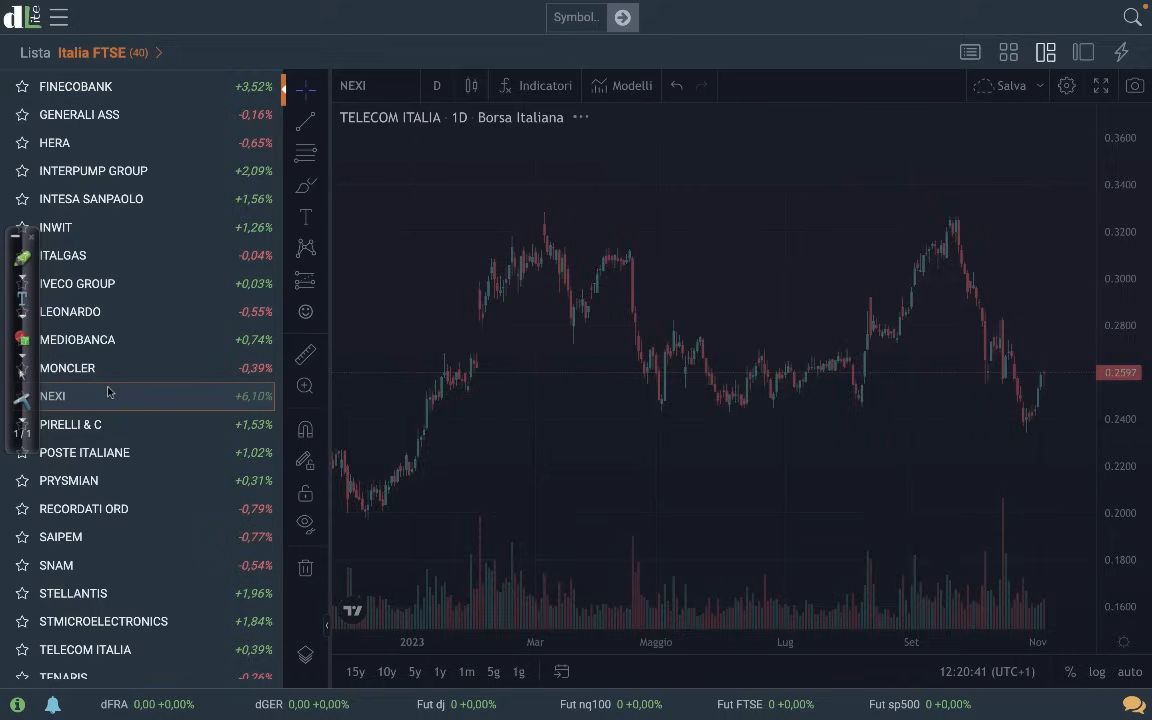 dLite
Symbol..
Lista Italia FTSE (40)
FINECOBANK +3,52%
GENERALI ASS -0,16%
HERA -0,65%
INTERPUMP GROUP +2,09%
INTESA SANPAOLO +1,56%
INWIT +1,26%
ITALGAS -0,04%
IVECO GROUP +0,03%
LEONARDO -0,55%
MEDIOBANCA +0,74%
MONCLER -0,39%
NEXI +6,10%
PIRELLI & C +1,53%
POSTE ITALIANE +1,02%
PRYSMIAN +0,31%
RECORDATI ORD -0,79%
SAIPEM -0,77%
SNAM -0,54%
STELLANTIS +1,96%
STMICROELECTRONICS +1,84%
TELECOM ITALIA +0,39%
TENARIS -0,26%
1 / 1
NEXI D Indicatori Modelli Salva
TELECOM ITALIA · 1D · Borsa Italiana
0.3600
0.3400
0.3200
0.3000
0.2800
0.2597
0.2400
0.2200
0.2000
0.1800
0.1600
2023 Mar Maggio Lug Set Nov
15y 10y 5y 1y 1m 5g 1g 12:20:41 (UTC+1) % log auto
dFRA 0,00 +0,00% dGER 0,00 +0,00% Fut dj 0 +0,00% Fut nq100 0 +0,00% Fut FTSE 0 +0,00% Fut sp500 0 +0,00%